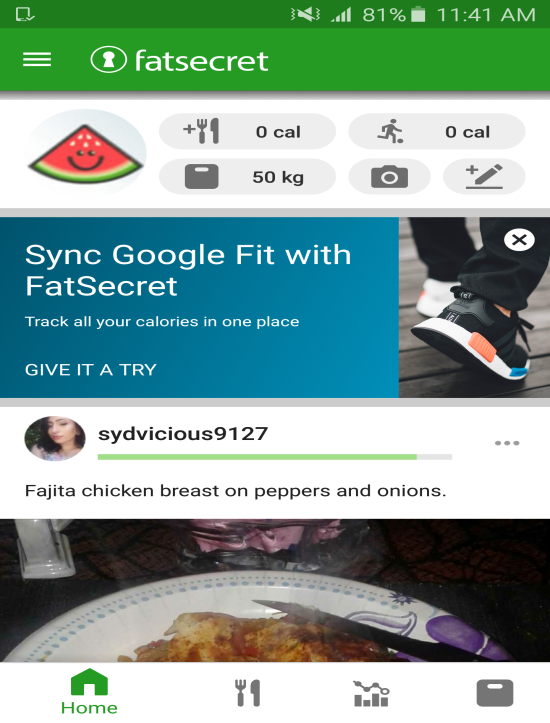 81% 11:41 AM
fatsecret
0 cal 0 cal
50 kg
Sync Google Fit with
FatSecret
Track all your calories in one place
GIVE IT A TRY
sydvicious9127
Fajita chicken breast on peppers and onions.
Home